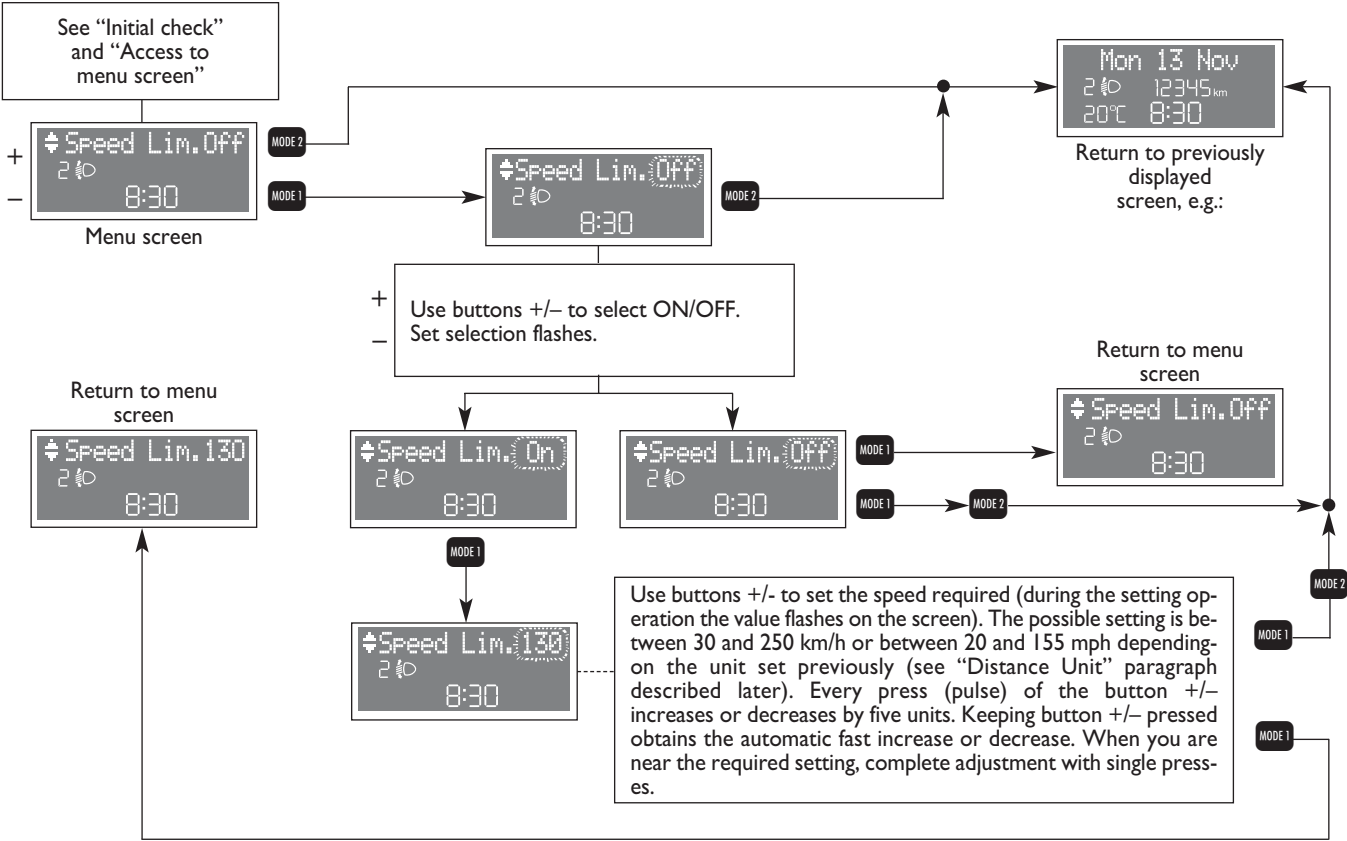 See “Initial check”
and “Access to
menu screen”
+
–
Speed Lim.Off
2
8:30
Menu screen
MODE 2
MODE 1
Speed Lim. Off
2
8:30
MODE 2
Mon 13 Nov
2 12345 km
20°C 8:30
Return to previously
displayed
screen, e.g.:
+
–
Use buttons +/– to select ON/OFF.
Set selection flashes.
Return to menu
screen
Speed Lim.130
2
8:30
Speed Lim. On
2
8:30
Speed Lim. Off
2
8:30
MODE 1
MODE 1
MODE 2
Return to menu
screen
Speed Lim.Off
2
8:30
MODE 1
Speed Lim. 130
2
8:30
Use buttons +/- to set the speed required (during the setting op-
eration the value flashes on the screen). The possible setting is be-
tween 30 and 250 km/h or between 20 and 155 mph depending-
on the unit set previously (see “Distance Unit” paragraph
described later). Every press (pulse) of the button +/–
increases or decreases by five units. Keeping button +/– pressed
obtains the automatic fast increase or decrease. When you are
near the required setting, complete adjustment with single press-
es.
MODE 2
MODE 1
MODE 1